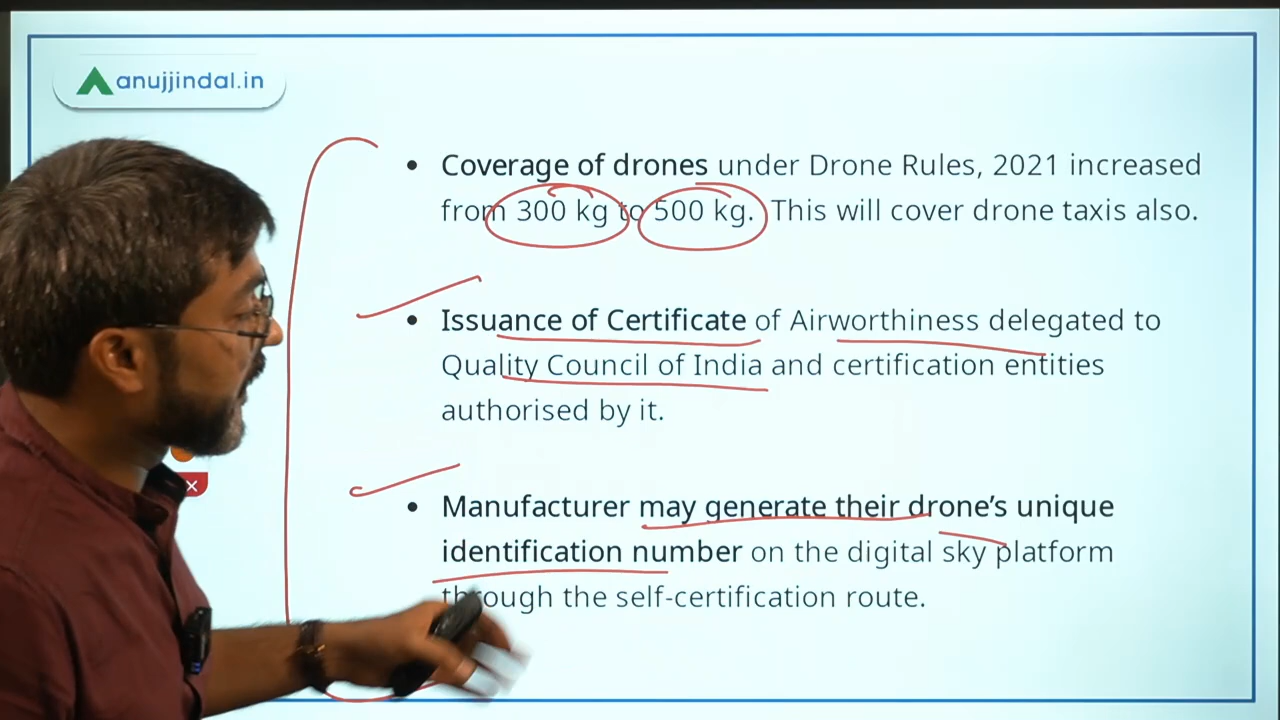 anujjindal.in
• Coverage of drones under Drone Rules, 2021 increased
from 300 kg to 500 kg. This will cover drone taxis also.
• Issuance of Certificate of Airworthiness delegated to
Quality Council of India and certification entities
authorised by it.
• Manufacturer may generate their drone’s unique
identification number on the digital sky platform
through the self-certification route.